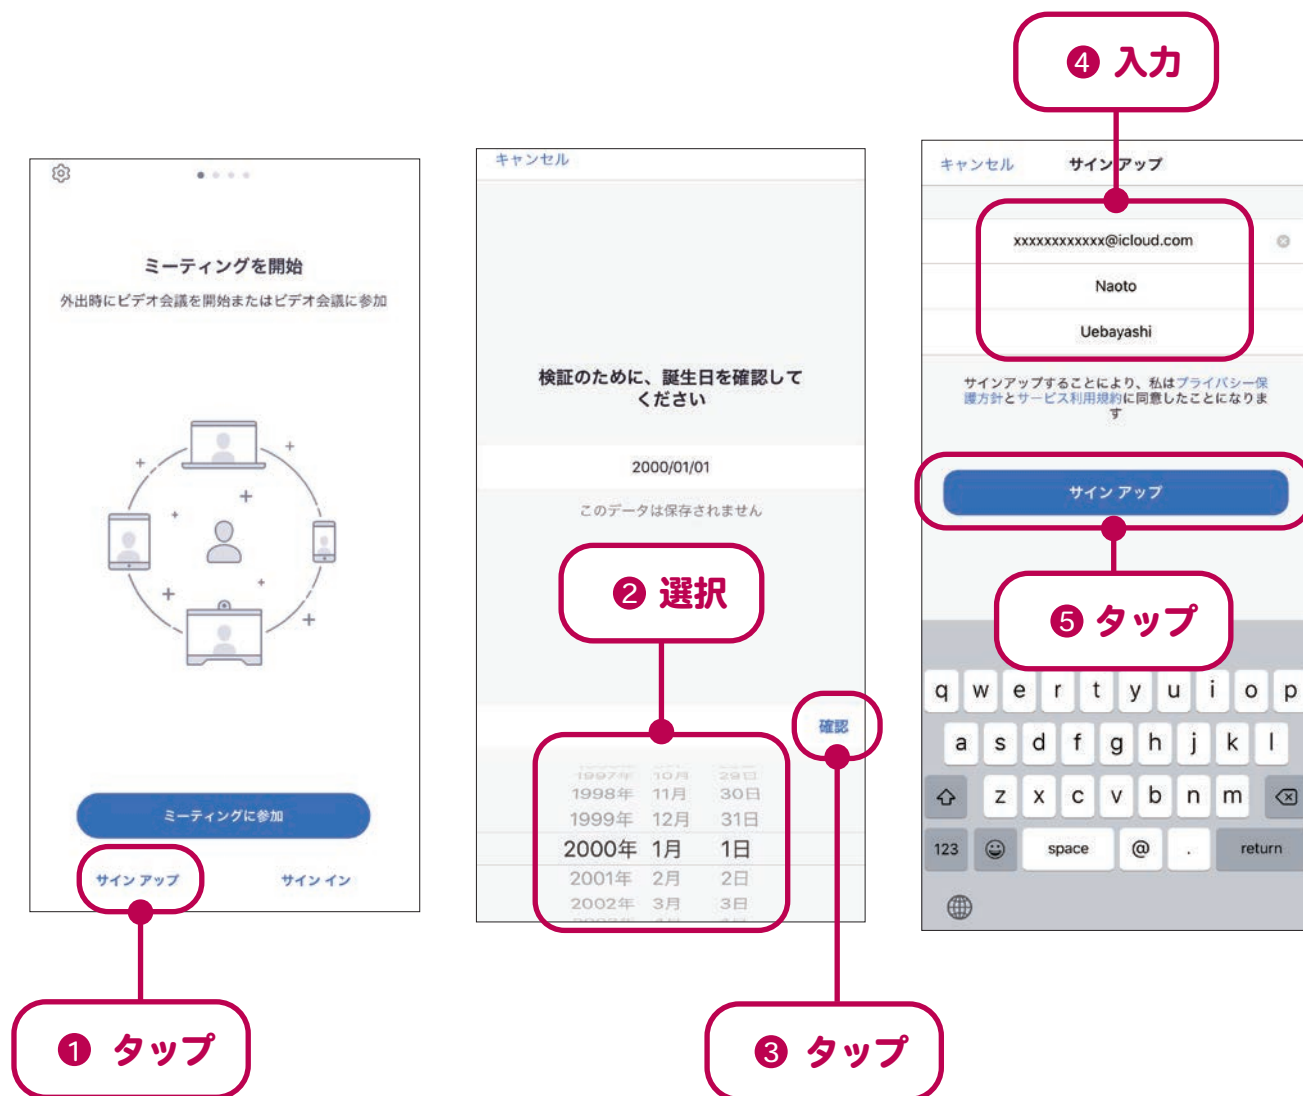 ❹ 入力
ミーティングを開始
外出時にビデオ会議を開始またはビデオ会議に参加
ミーティングに参加
サイン アップ
サイン イン
❶ タップ
キャンセル
検証のために、誕生日を確認して
ください
2000/01/01
このデータは保存されません
❷ 選択
確認
1997年 10月 29日
1998年 11月 30日
1999年 12月 31日
2000年 1月 1日
2001年 2月 2日
2002年 3月 3日
❸ タップ
キャンセル サイン アップ
xxxxxxxxxxxx@icloud.com
Naoto
Uebayashi
サインアップすることにより、私はプライバシー保
護方針とサービス利用規約に同意したことになりま
す
サイン アップ
❺ タップ
q w e r t y u i o p
a s d f g h j k l
z x c v b n m
123 space @ . return